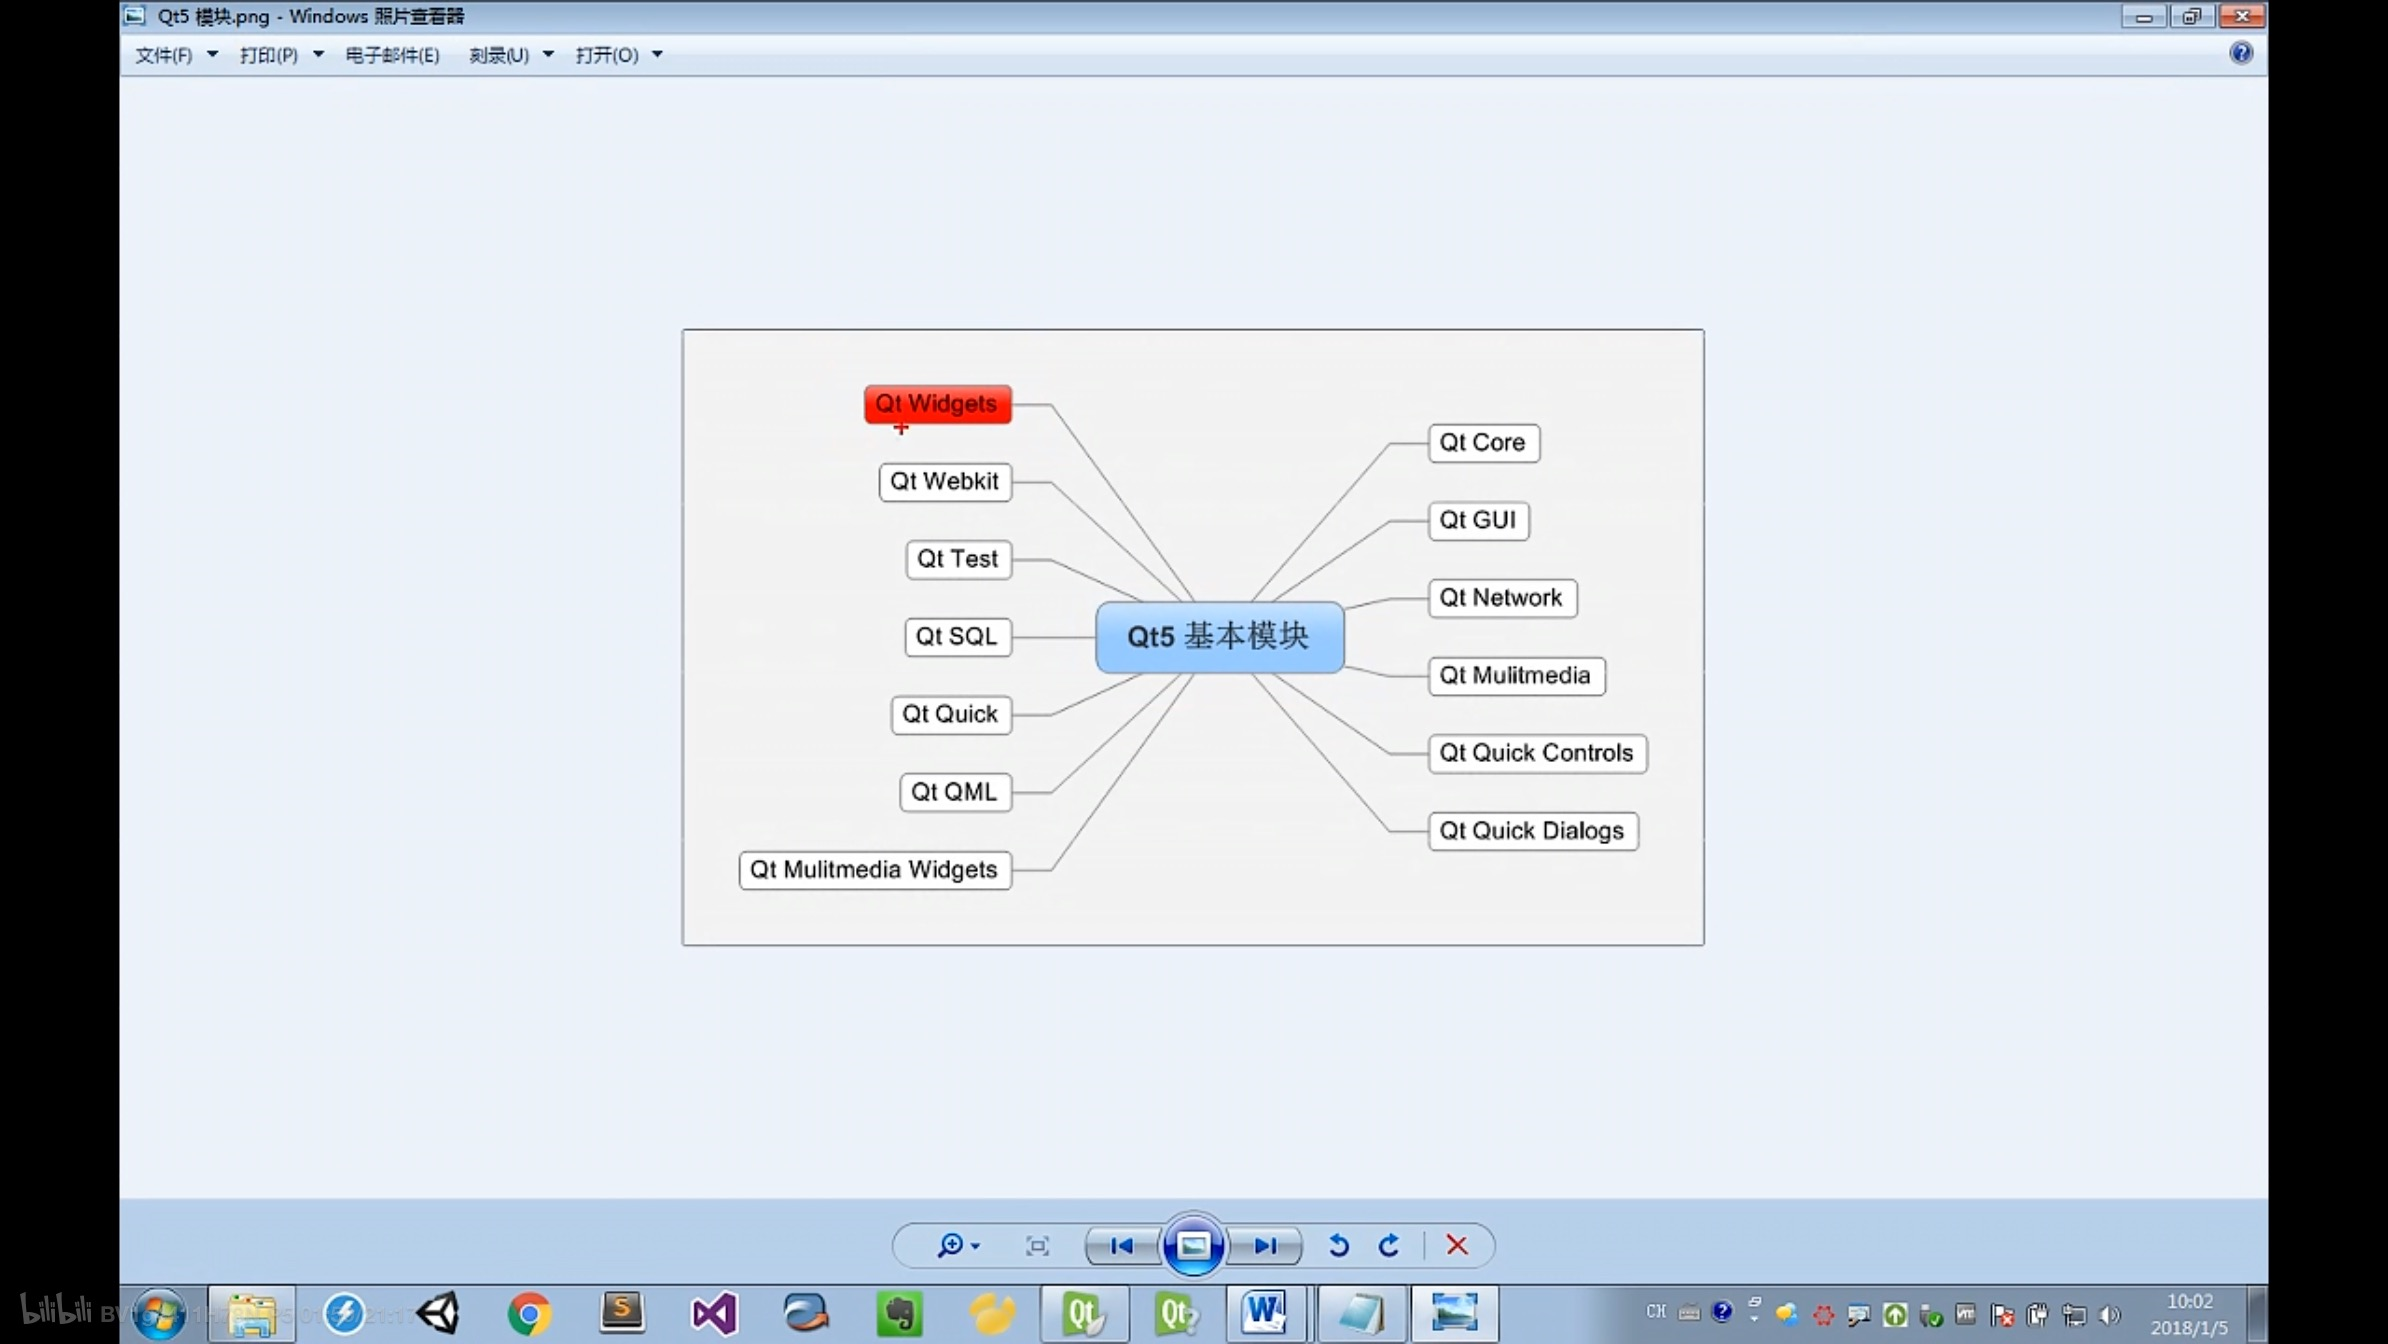 Qt5 模块.png - Windows 照片查看器
文件(F) 打印(P) 电子邮件(E) 刻录(U) 打开(O)
Qt Widgets
Qt Webkit
Qt Test
Qt SQL
Qt Quick
Qt QML
Qt Mulitmedia Widgets
Qt5 基本模块
Qt Core
Qt GUI
Qt Network
Qt Mulitmedia
Qt Quick Controls
Qt Quick Dialogs
bilibili
CH
10:02
2018/1/5